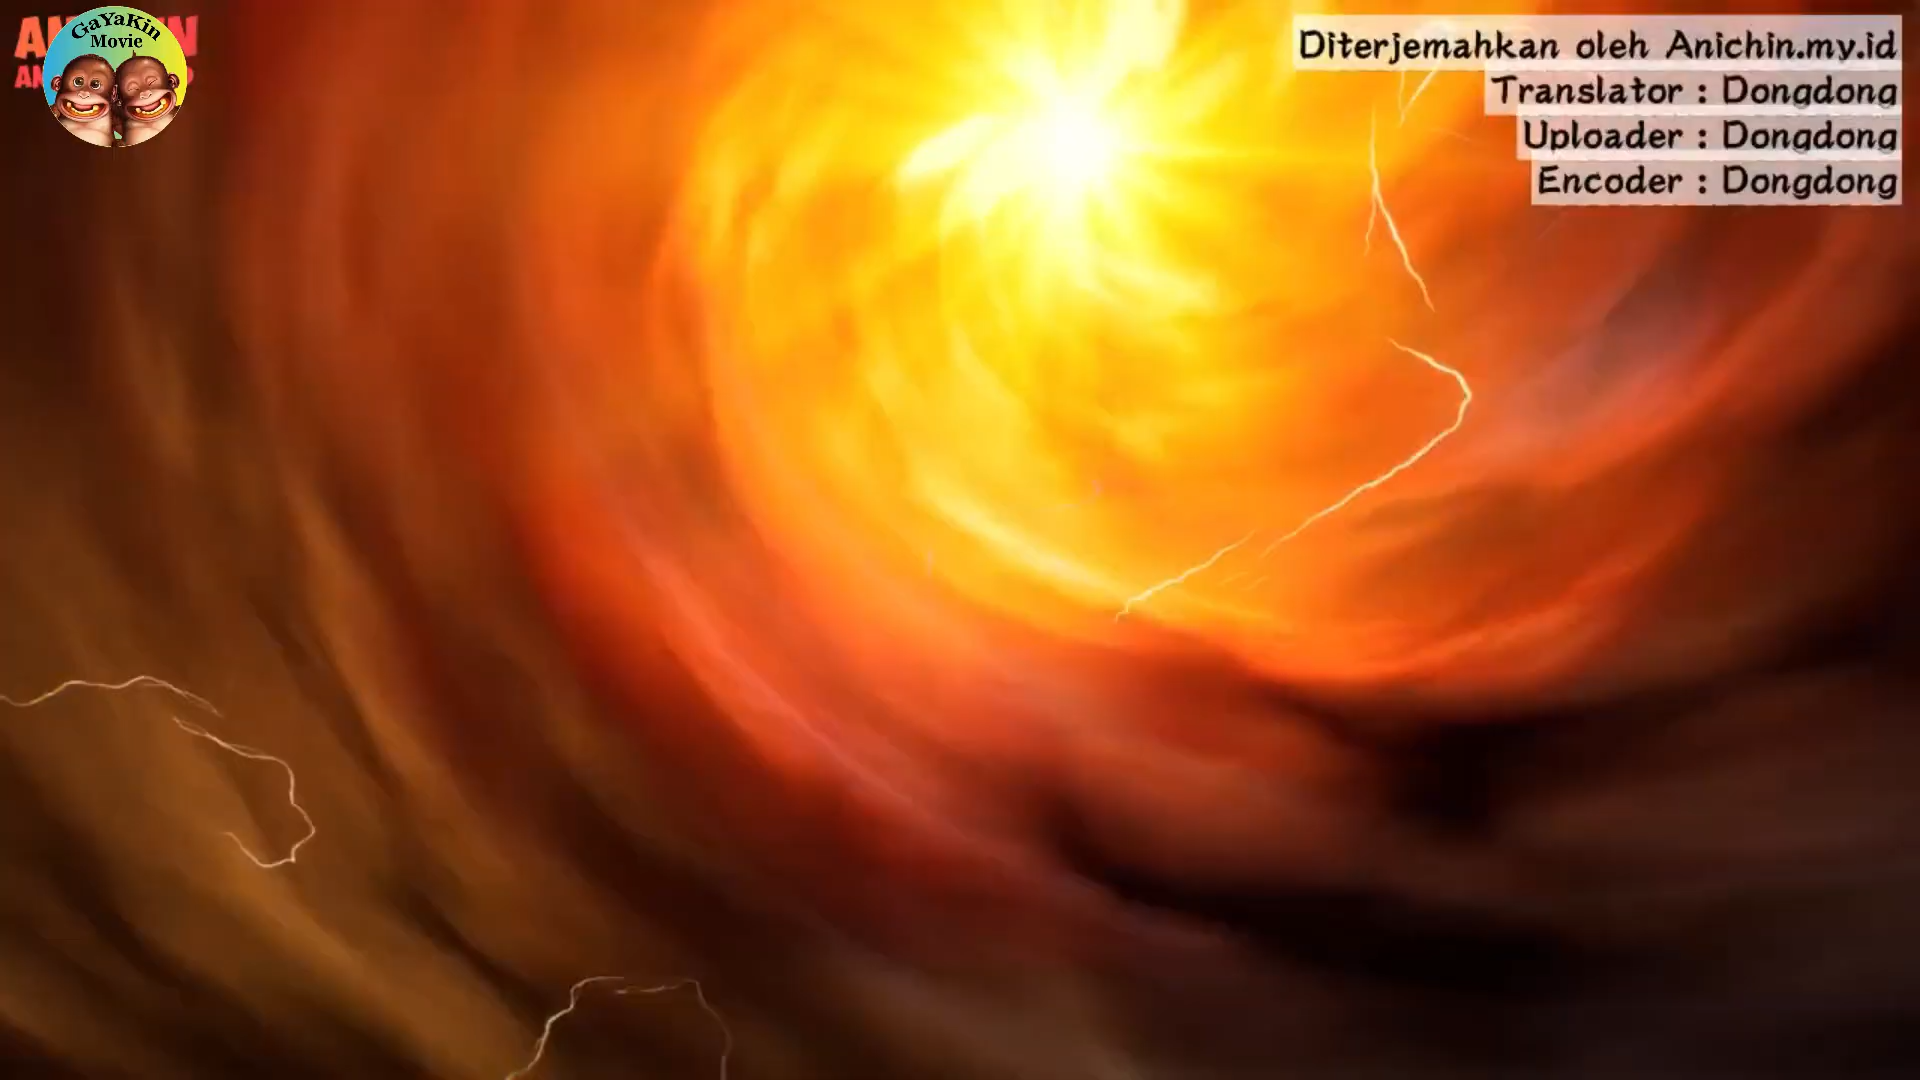 GaYaKin
Movie
Diterjemahkan oleh Anichin.my.id
Translator : Dongdong
Uploader : Dongdong
Encoder : Dongdong